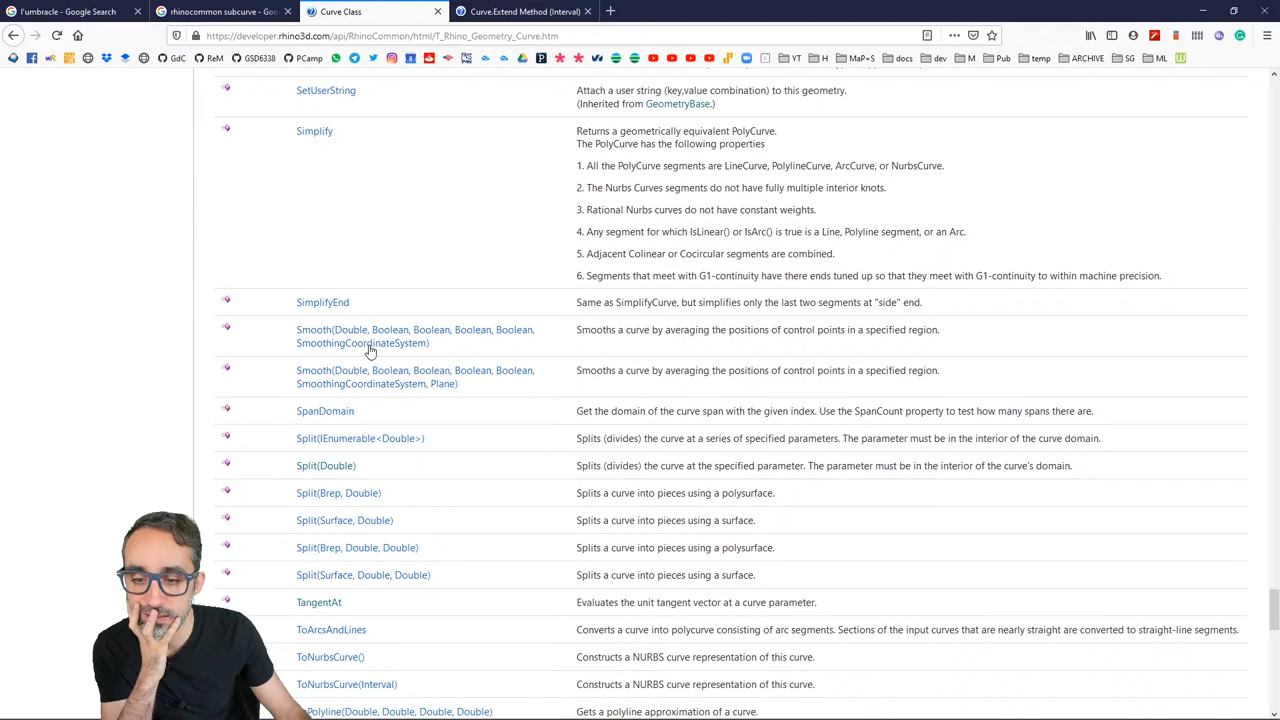 l'umbracle - Google Search
rhinocommon subcurve - Goo
Curve Class
Curve.Extend Method (Interval)
https://developer.rhino3d.com/api/RhinoCommon/html/T_Rhino_Geometry_Curve.htm
GdC
ReM
GSD6338
PCamp
YT
H
MaP+S
docs
dev
M
Pub
temp
ARCHIVE
SG
ML
SetUserString
Attach a user string (key,value combination) to this geometry.
(Inherited from GeometryBase.)
Simplify
Returns a geometrically equivalent PolyCurve.
The PolyCurve has the following properties
1. All the PolyCurve segments are LineCurve, PolylineCurve, ArcCurve, or NurbsCurve.
2. The Nurbs Curves segments do not have fully multiple interior knots.
3. Rational Nurbs curves do not have constant weights.
4. Any segment for which IsLinear() or IsArc() is true is a Line, Polyline segment, or an Arc.
5. Adjacent Colinear or Cocircular segments are combined.
6. Segments that meet with G1-continuity have there ends tuned up so that they meet with G1-continuity to within machine precision.
SimplifyEnd
Same as SimplifyCurve, but simplifies only the last two segments at "side" end.
Smooth(Double, Boolean, Boolean, Boolean, Boolean,
SmoothingCoordinateSystem)
Smooths a curve by averaging the positions of control points in a specified region.
Smooth(Double, Boolean, Boolean, Boolean, Boolean,
SmoothingCoordinateSystem, Plane)
Smooths a curve by averaging the positions of control points in a specified region.
SpanDomain
Get the domain of the curve span with the given index. Use the SpanCount property to test how many spans there are.
Split(IEnumerable<Double>)
Splits (divides) the curve at a series of specified parameters. The parameter must be in the interior of the curve domain.
Split(Double)
Splits (divides) the curve at the specified parameter. The parameter must be in the interior of the curve's domain.
Split(Brep, Double)
Splits a curve into pieces using a polysurface.
Split(Surface, Double)
Splits a curve into pieces using a surface.
Split(Brep, Double, Double)
Splits a curve into pieces using a polysurface.
Split(Surface, Double, Double)
Splits a curve into pieces using a surface.
TangentAt
Evaluates the unit tangent vector at a curve parameter.
ToArcsAndLines
Converts a curve into polycurve consisting of arc segments. Sections of the input curves that are nearly straight are converted to straight-line segments.
ToNurbsCurve()
Constructs a NURBS curve representation of this curve.
ToNurbsCurve(Interval)
Constructs a NURBS curve representation of this curve.
Polyline(Double, Double, Double, Double)
Gets a polyline approximation of a curve.